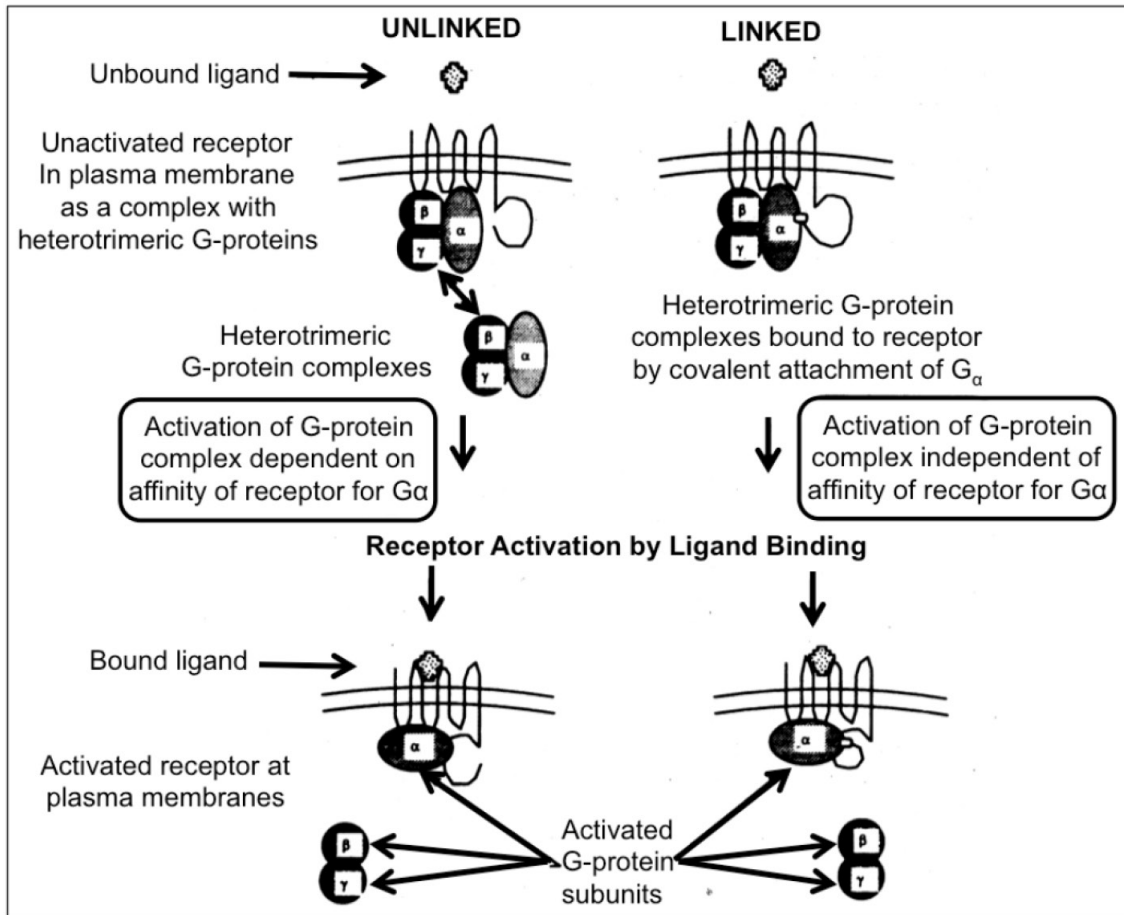 UNLINKED
LINKED
Unbound ligand
Unactivated receptor
In plasma membrane
as a complex with
heterotrimeric G-proteins
β
α
γ
β
α
γ
Heterotrimeric
G-protein complexes
β
α
γ
Heterotrimeric G-protein
complexes bound to receptor
by covalent attachment of Gα
Activation of G-protein
complex dependent on
affinity of receptor for Gα
Activation of G-protein
complex independent of
affinity of receptor for Gα
Receptor Activation by Ligand Binding
Bound ligand
α
α
Activated receptor at
plasma membranes
β
γ
Activated
G-protein
subunits
β
γ